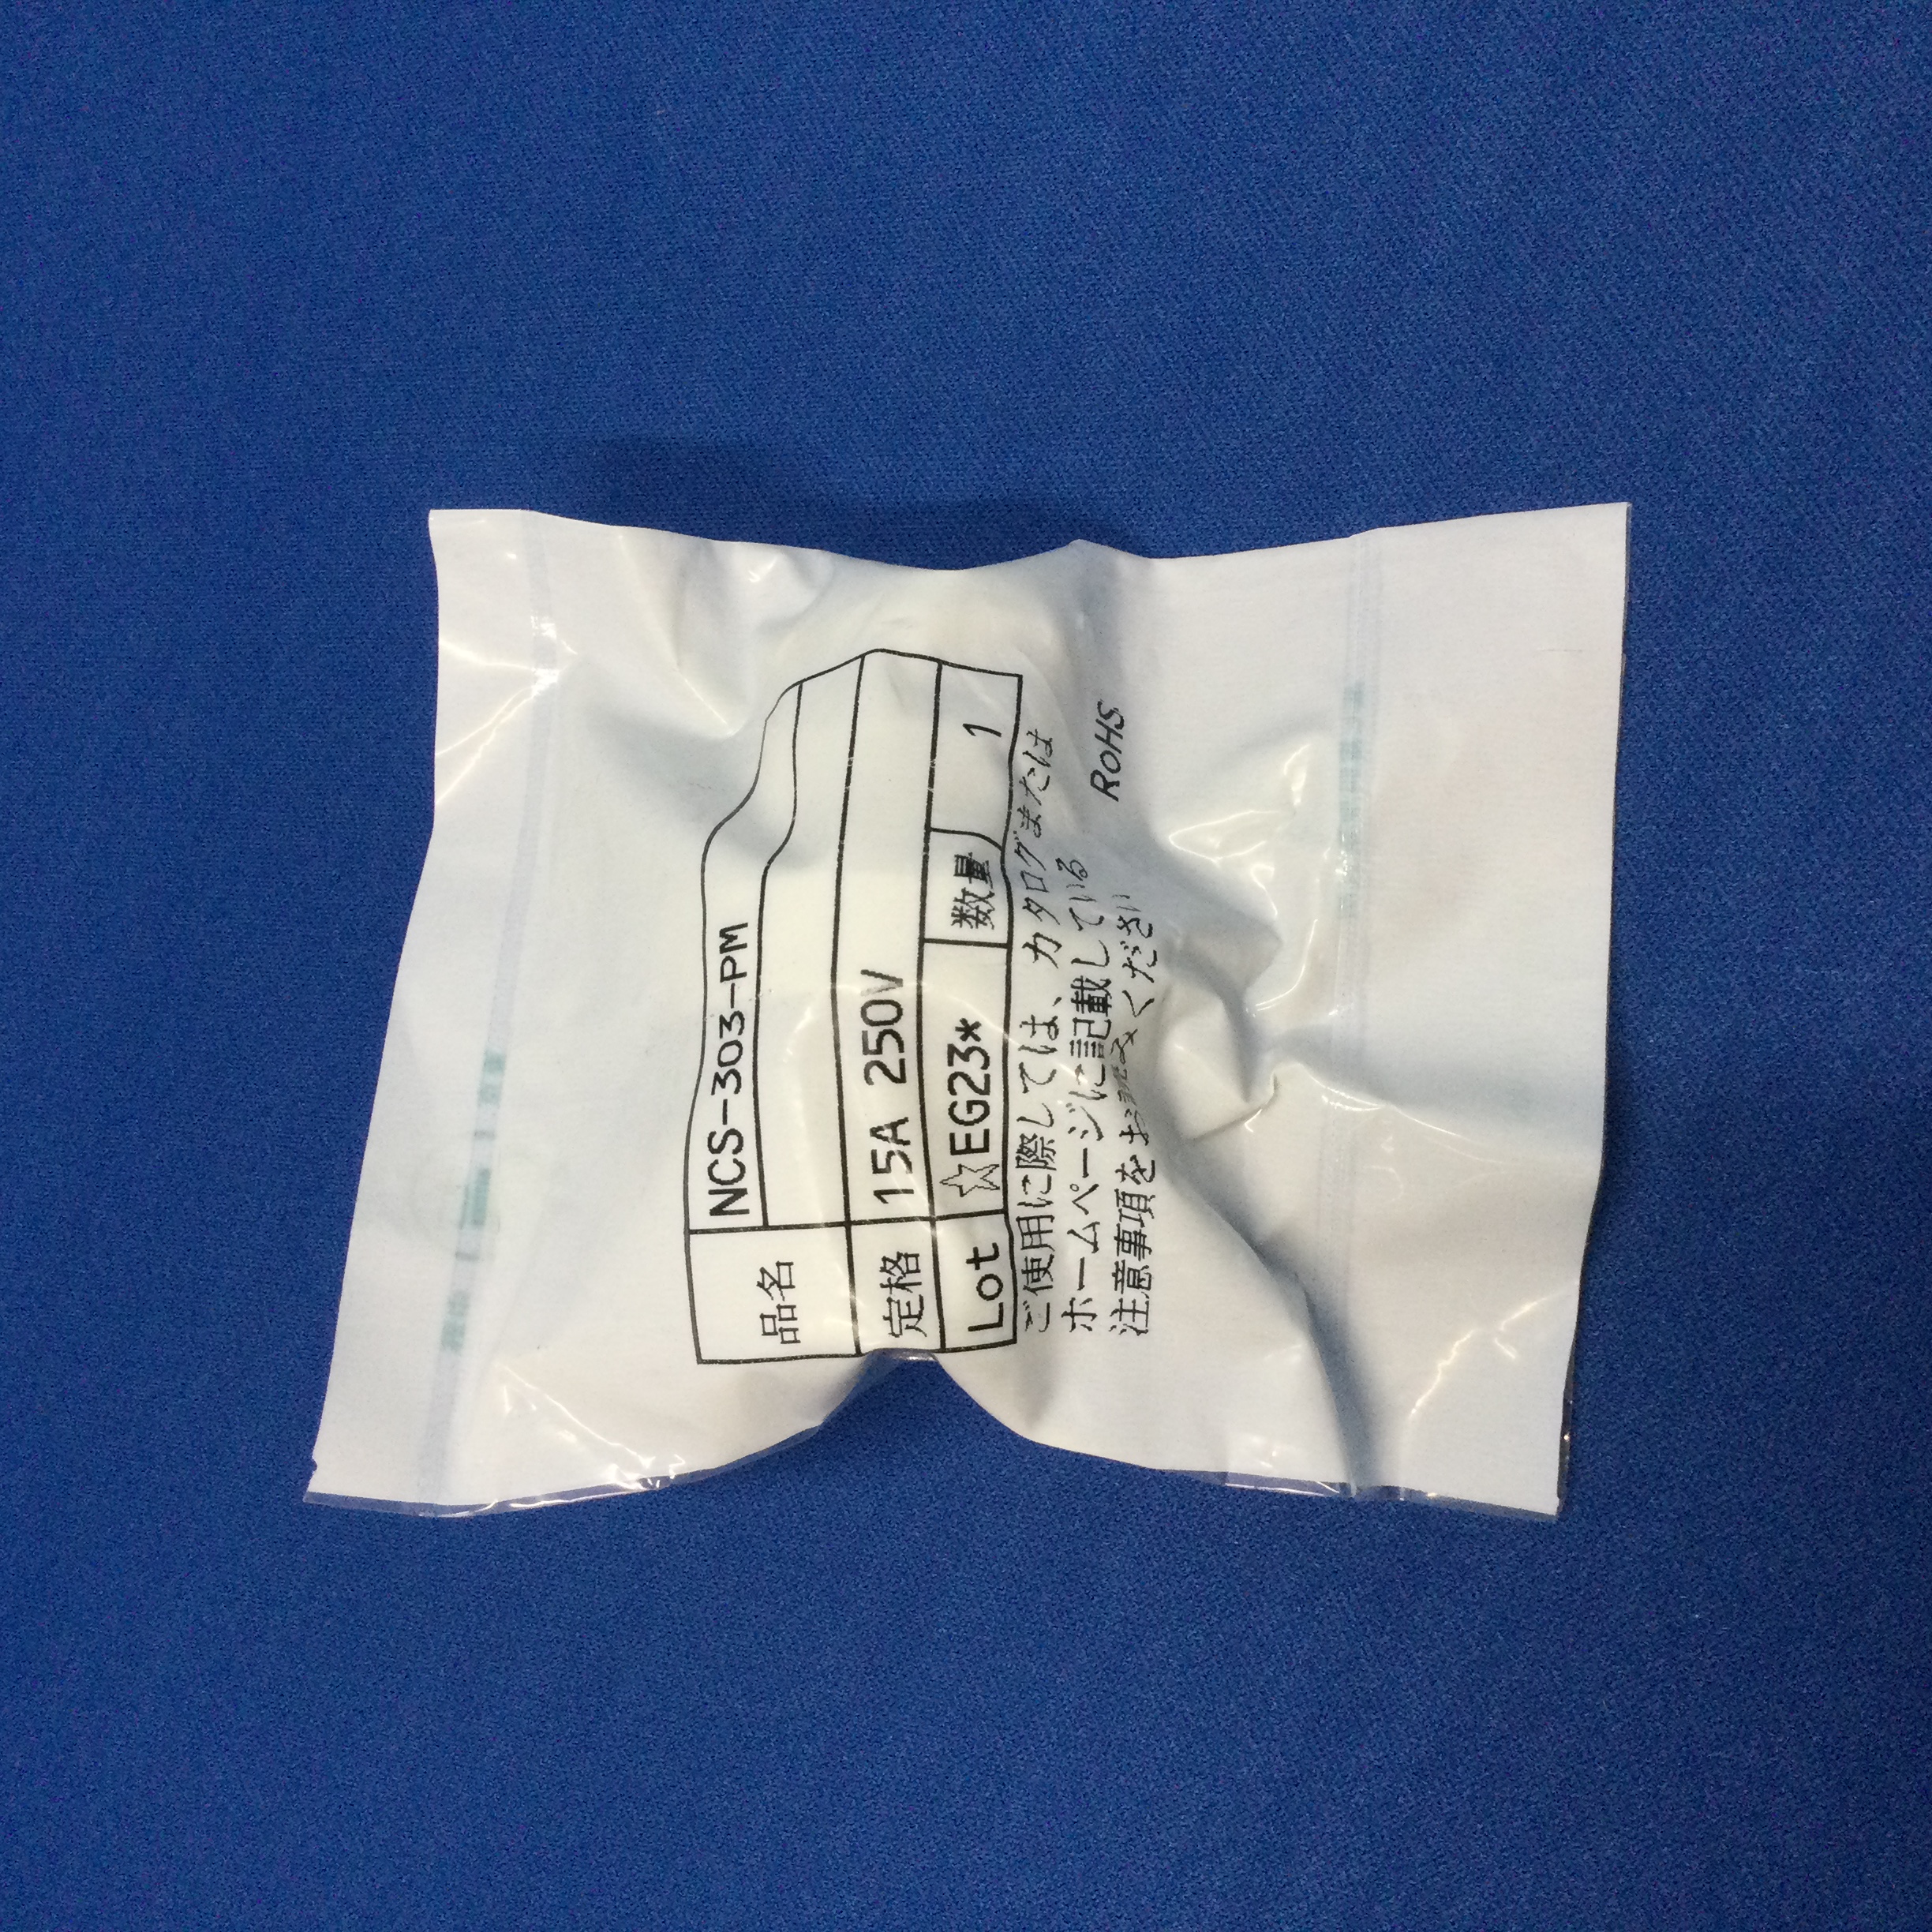 品名 NCS-303-PM
定格 15A 250V
Lot ☆EG23* 数量 1
ご使用に際しては、カタログまたは
ホームページに記載している
注意事項をお読みください
RoHS